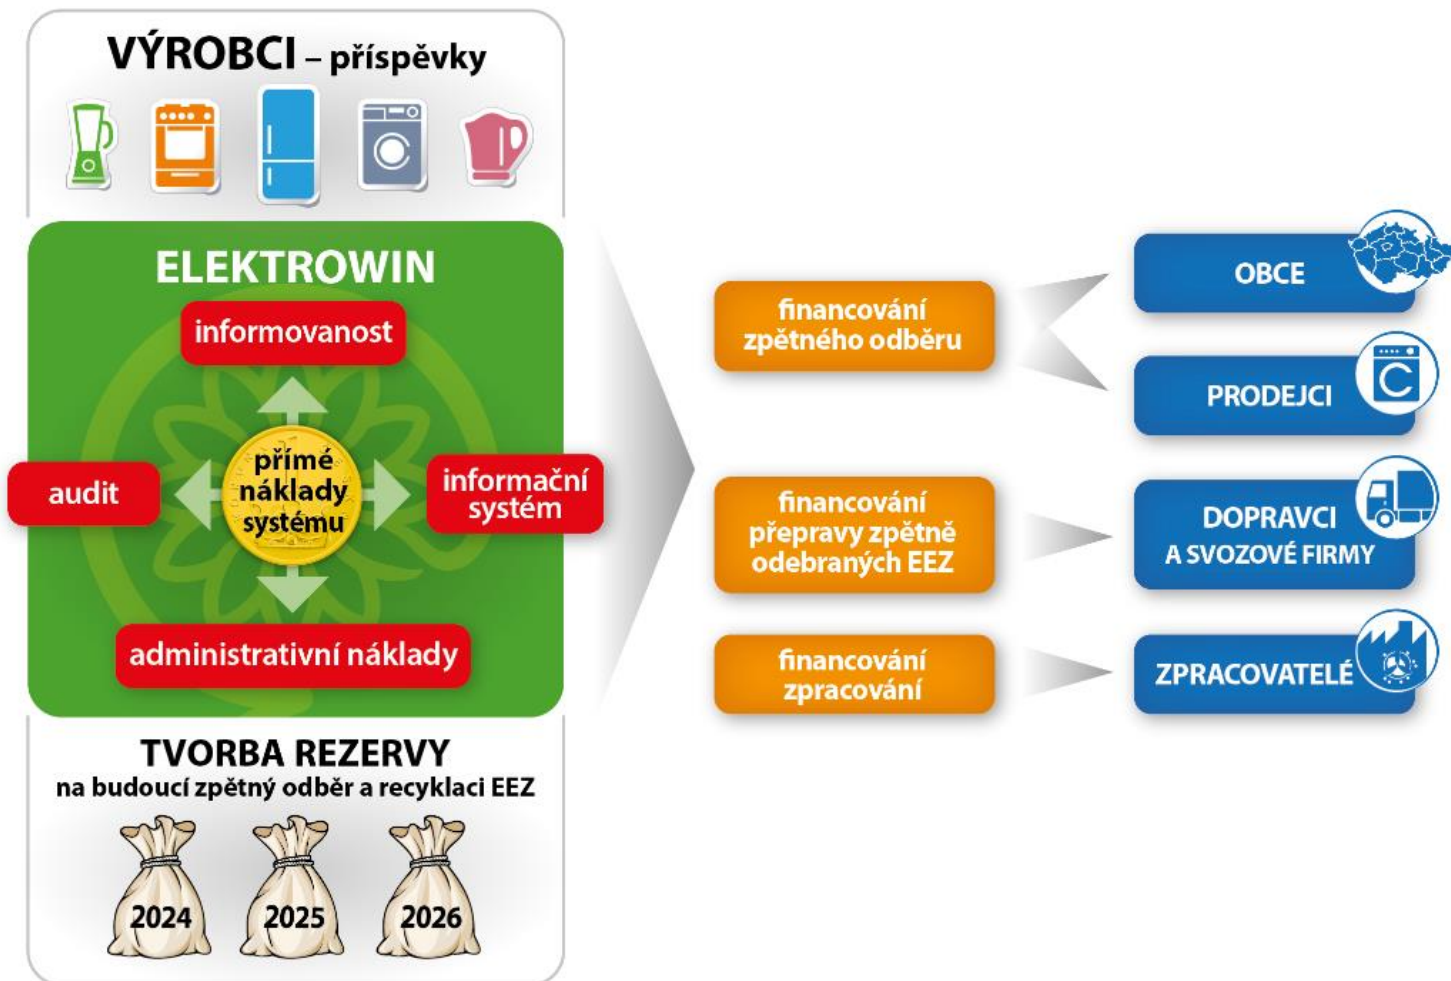 VÝROBCI – příspěvky
ELEKTROWIN
informovanost
audit
přímé
náklady
systému
informační
systém
administrativní náklady
TVORBA REZERVY
na budoucí zpětný odběr a recyklaci EEZ
2024
2025
2026
financování
zpětného odběru
financování
přepravy zpětně
odebraných EEZ
financování
zpracování
OBCE
PRODEJCI
DOPRAVCI
A SVOZOVÉ FIRMY
ZPRACOVATELÉ